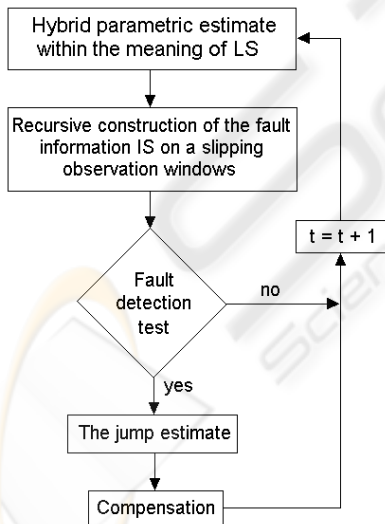 Hybrid parametric estimate
within the meaning of LS
Recursive construction of the fault
information IS on a slipping
observation windows
t = t + 1
Fault
detection
test
no
yes
The jump estimate
Compensation